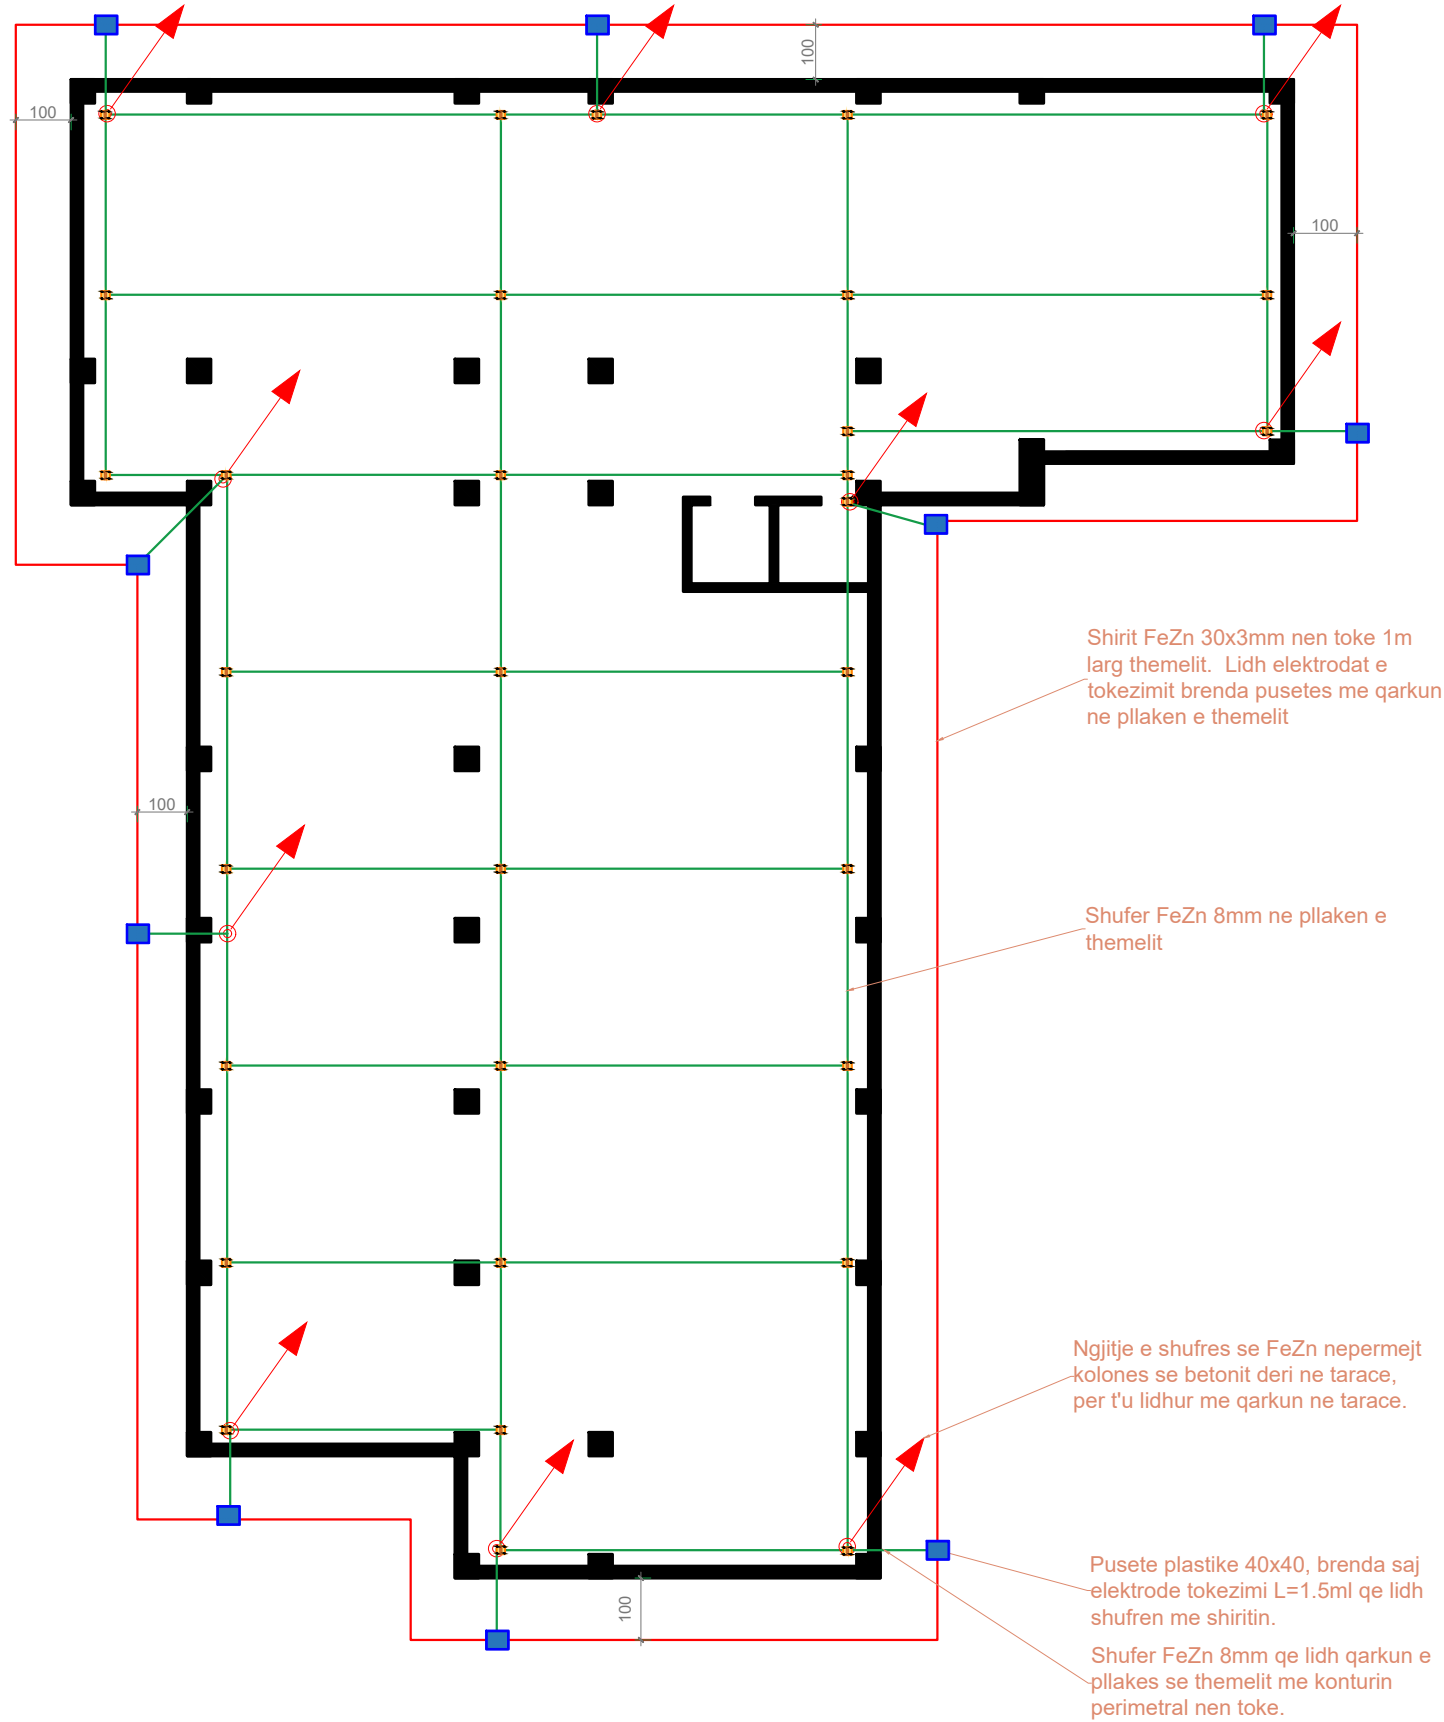 100
100
100
Shirit FeZn 30x3mm nen toke 1m
larg themelit.  Lidh elektrodat e
tokezimit brenda pusetes me qarkun
ne pllaken e themelit
100
Shufer FeZn 8mm ne pllaken e
themelit
Ngjitje e shufres se FeZn nepermejt
kolones se betonit deri ne tarace,
per t'u lidhur me qarkun ne tarace.
Pusete plastike 40x40, brenda saj
elektrode tokezimi L=1.5ml qe lidh
shufren me shiritin.
100
Shufer FeZn 8mm qe lidh qarkun e
pllakes se themelit me konturin
perimetral nen toke.